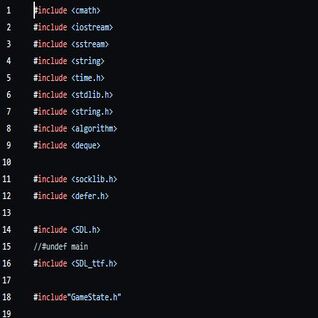 1 #include <cmath>
2 #include <iostream>
3 #include <sstream>
4 #include <string>
5 #include <time.h>
6 #include <stdlib.h>
7 #include <string.h>
8 #include <algorithm>
9 #include <deque>
10
11 #include <socklib.h>
12 #include <defer.h>
13
14 #include <SDL.h>
15 //#undef main
16 #include <SDL_ttf.h>
17
18 #include"GameState.h"
19